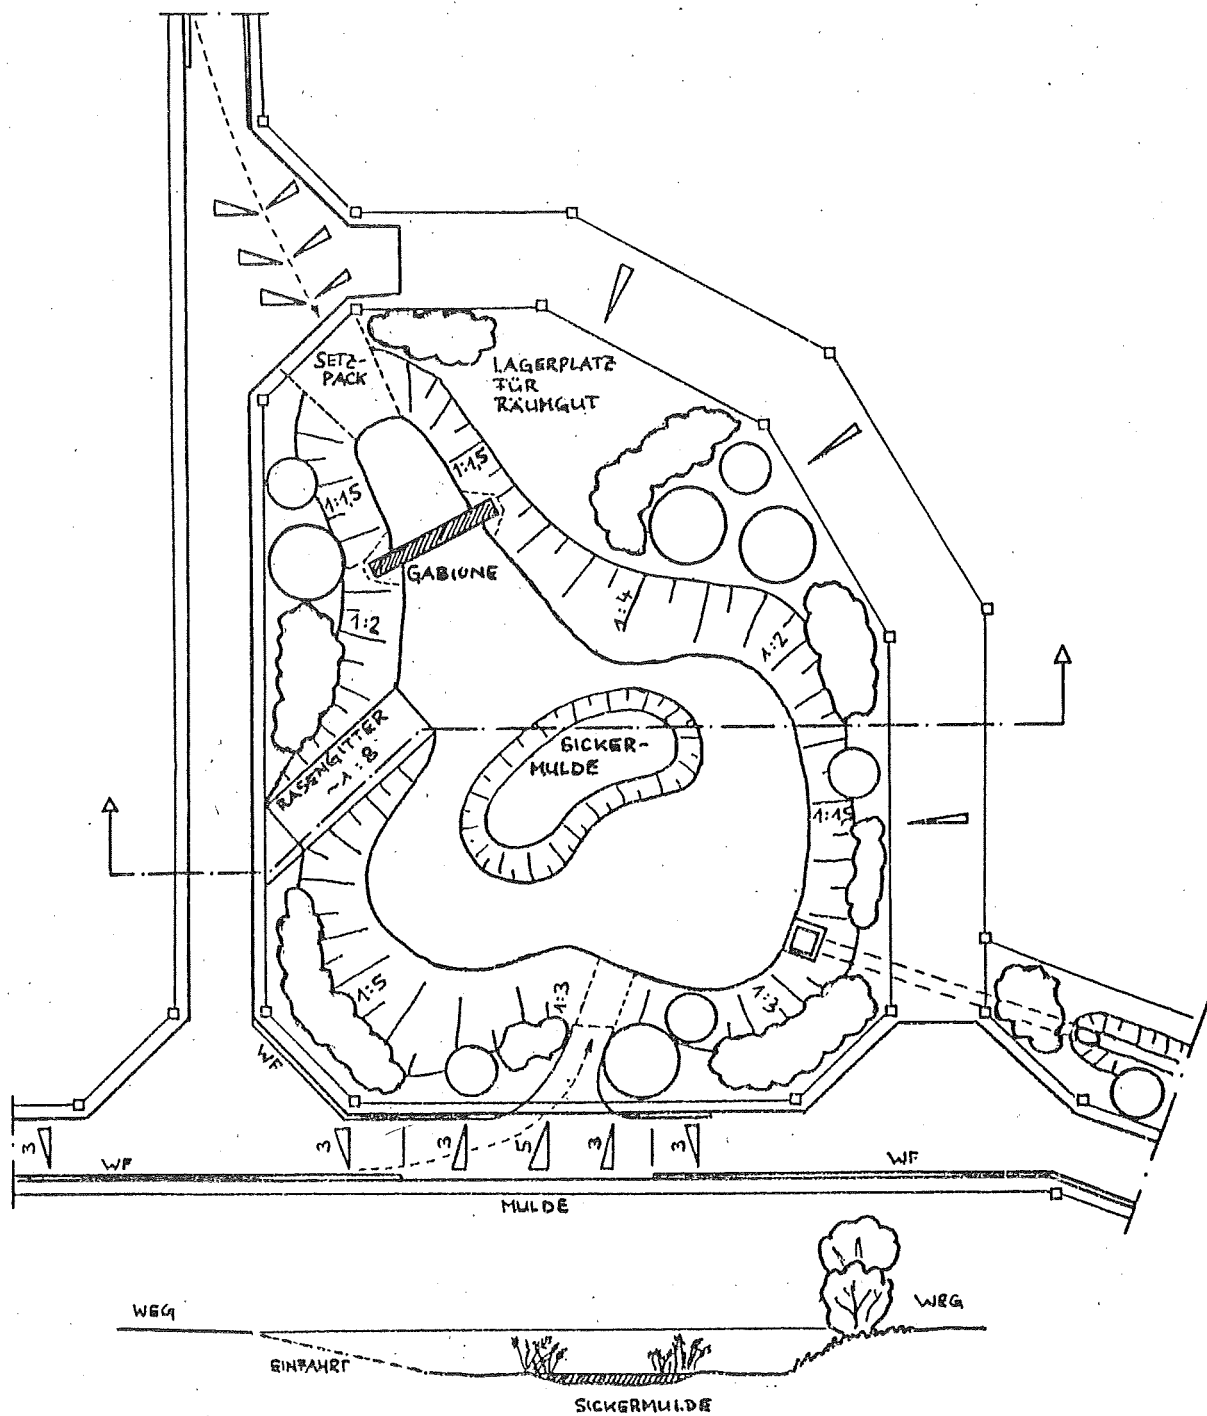 SETZ-
PACK
LAGERPLATZ
FÜR
RÄUMGUT
1:1,5
1:1,5
GABIONE
1:2
1:4
1:2
RASENGITTER
~1:8
SICKER-
MULDE
1:1,5
1:5
1:3
1:3
WF
3
3
3
5
3
3
WF
WF
MULDE
WEG
WEG
EINFAHRT
SICKERMULDE